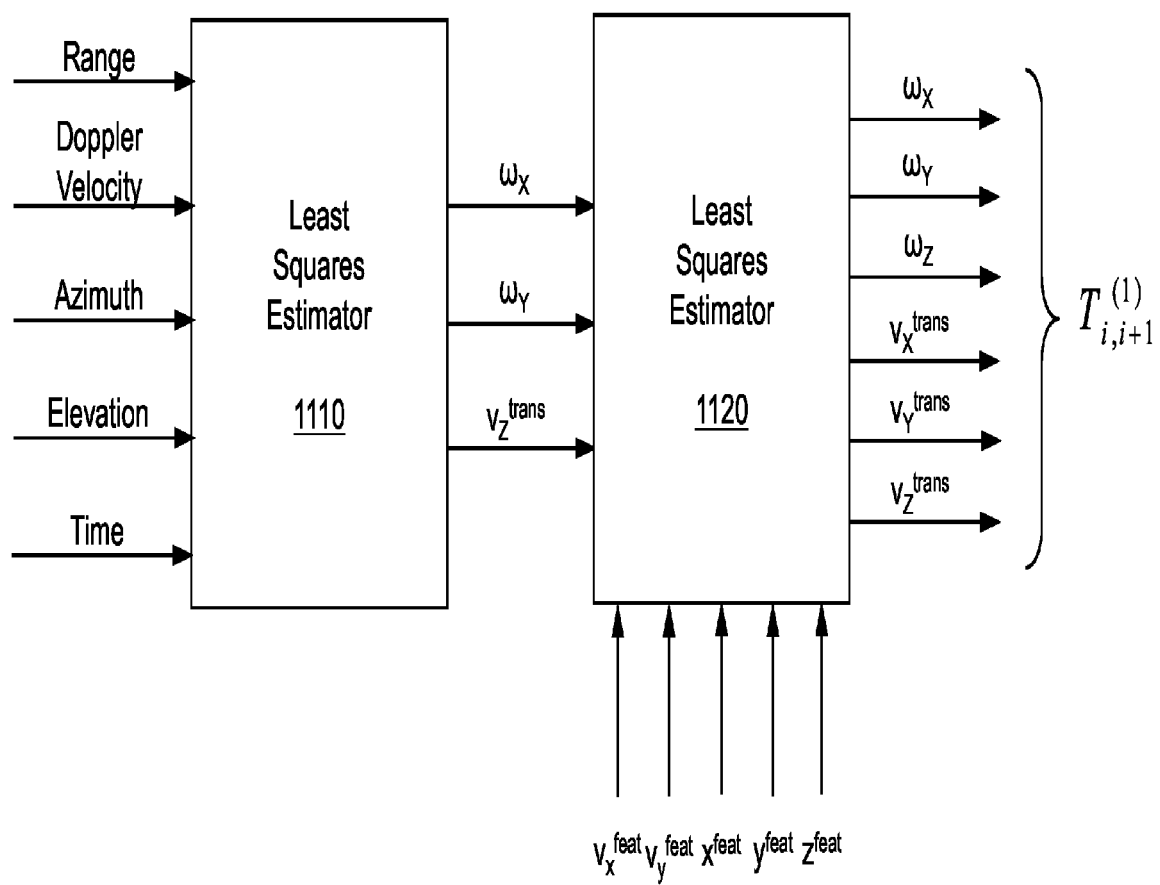 Range
Doppler
Velocity
Azimuth
Elevation
Time
Least
Squares
Estimator
1110
ωX
ωY
vZtrans
Least
Squares
Estimator
1120
ωX
ωY
ωZ
vXtrans
vYtrans
vZtrans
Ti,i+1(1)
vxfeat vyfeat xfeat yfeat zfeat